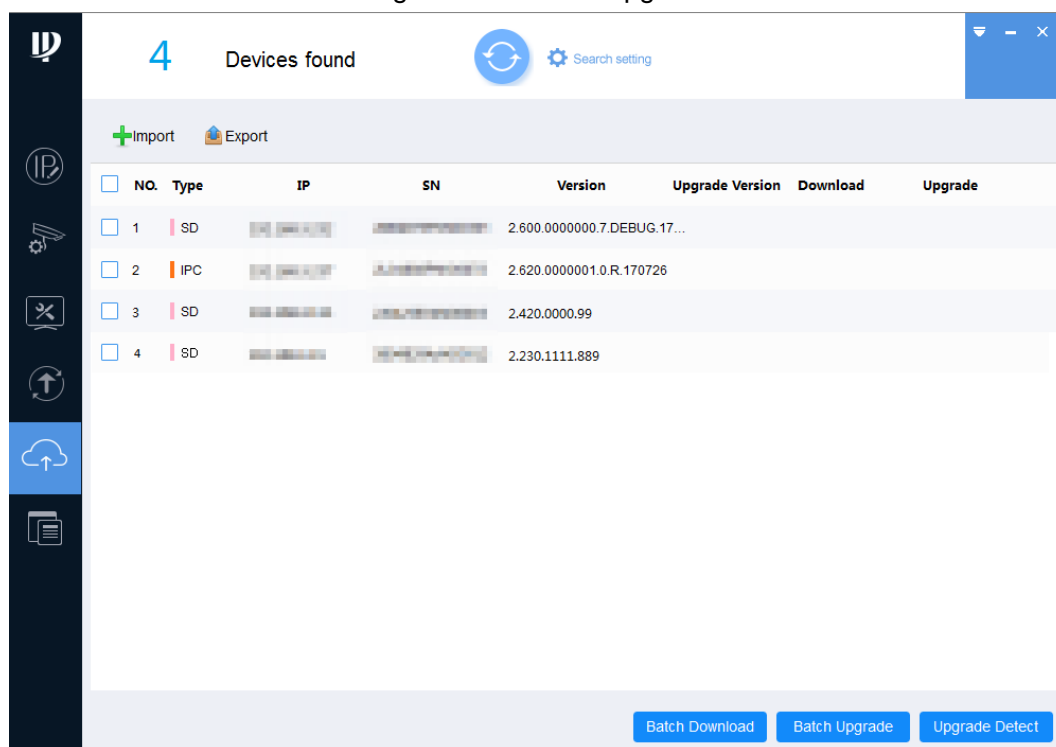 4 Devices found Search setting
Import Export
NO. Type IP SN Version Upgrade Version Download Upgrade
1 SD 2.600.0000000.7.DEBUG.17...
2 IPC 2.620.0000001.0.R.170726
3 SD 2.420.0000.99
4 SD 2.230.1111.889
Batch Download Batch Upgrade Upgrade Detect